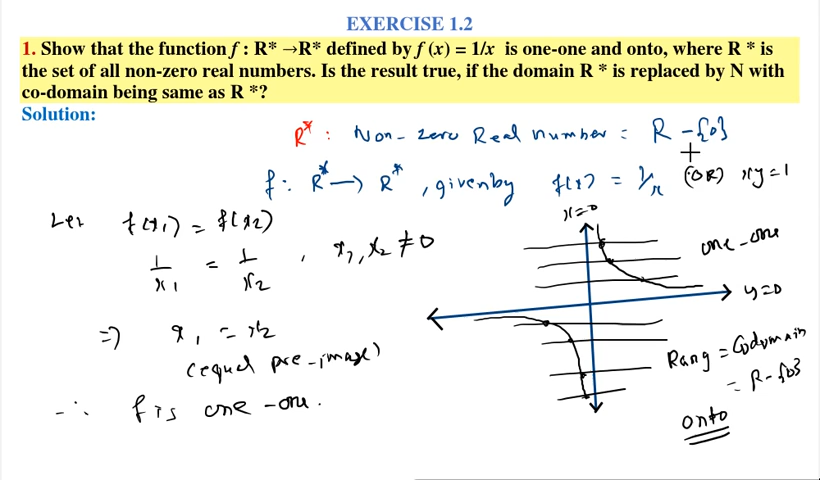 EXERCISE 1.2
1. Show that the function f : R* →R* defined by f (x) = 1/x is one-one and onto, where R * is
the set of all non-zero real numbers. Is the result true, if the domain R * is replaced by N with
co-domain being same as R *?
Solution:
R* : Non-zero Real number = R - {0}
f: R* → R* , given by f(x) = 1/x (OR) xy=1
Let f(x₁) = f(x₂)
1/x₁ = 1/x₂ , x₁, x₂ ≠ 0
⇒ x₁ = x₂
(equal pre-image)
∴ f is one-one.
x=0
one-one
y=0
Rang = Codomain
= R-{0}
onto